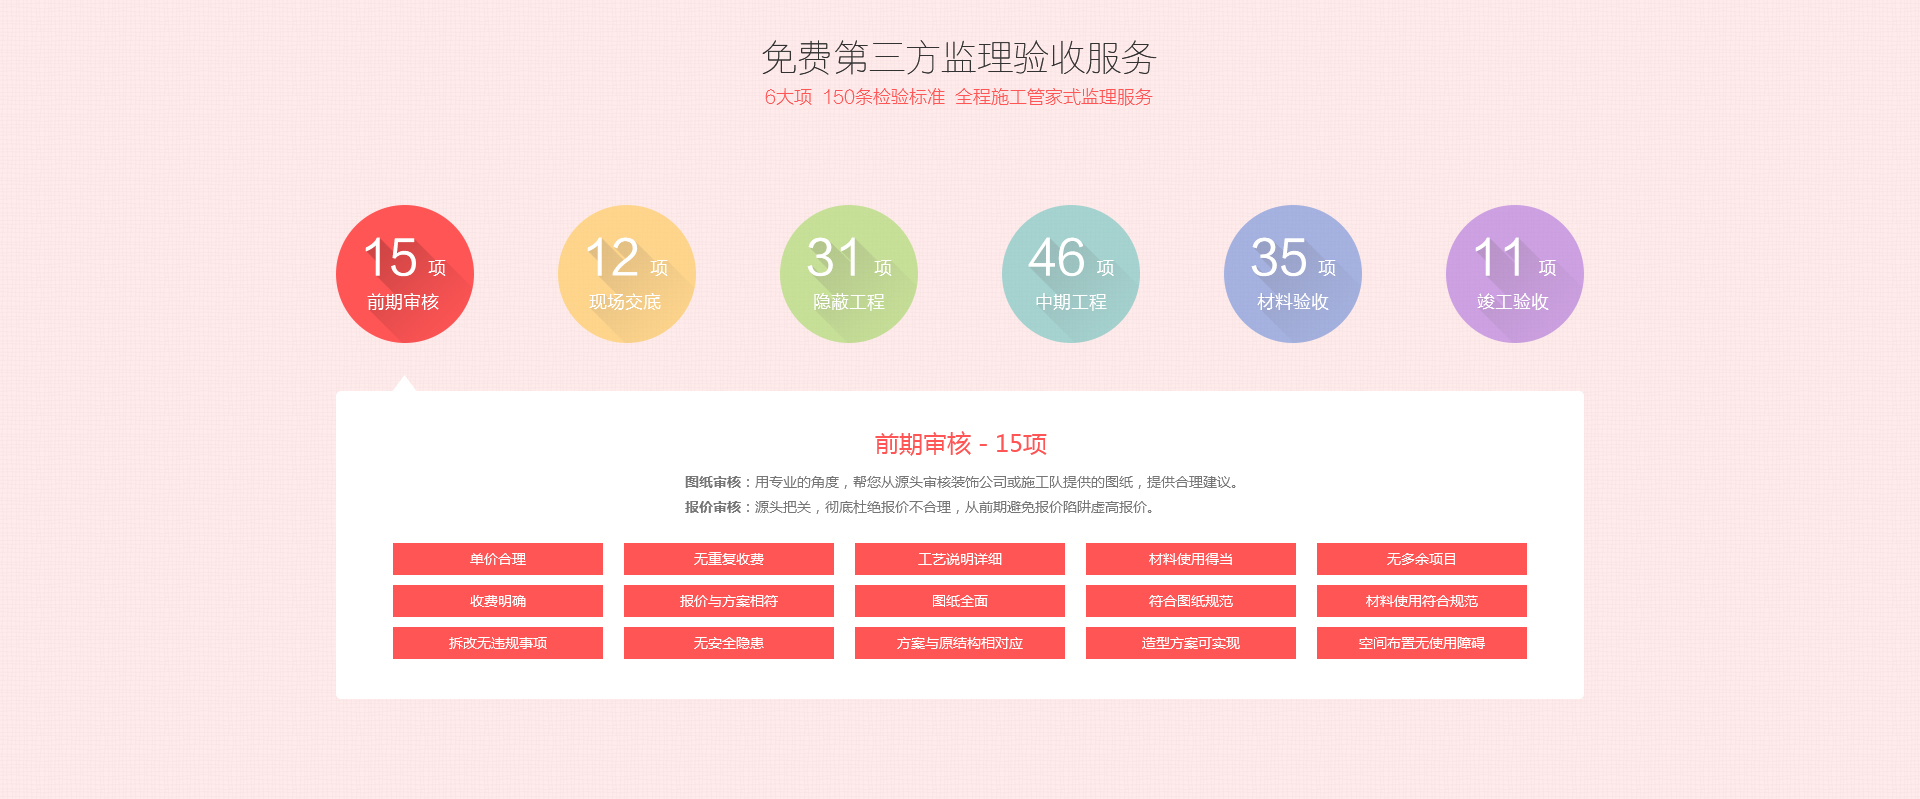 免费第三方监理验收服务
6大项 150条检验标准 全程施工管家式监理服务
15 项
前期审核
12 项
现场交底
31 项
隐蔽工程
46 项
中期工程
35 项
材料验收
11 项
竣工验收
前期审核 - 15项
图纸审核：用专业的角度，帮您从源头审核装饰公司或施工队提供的图纸，提供合理建议。
报价审核：源头把关，彻底杜绝报价不合理，从前期避免报价陷阱虚高报价。
单价合理 无重复收费 工艺说明详细 材料使用得当 无多余项目
收费明确 报价与方案相符 图纸全面 符合图纸规范 材料使用符合规范
拆改无违规事项 无安全隐患 方案与原结构相对应 造型方案可实现 空间布置无使用障碍